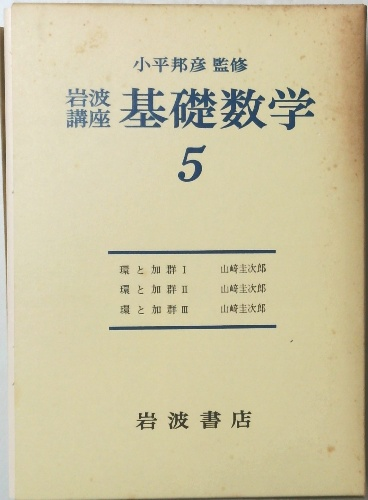 小平邦彦 監修
岩波講座 基礎数学
5
環と加群 I 山崎圭次郎
環と加群 II 山崎圭次郎
環と加群 III 山崎圭次郎
岩波書店